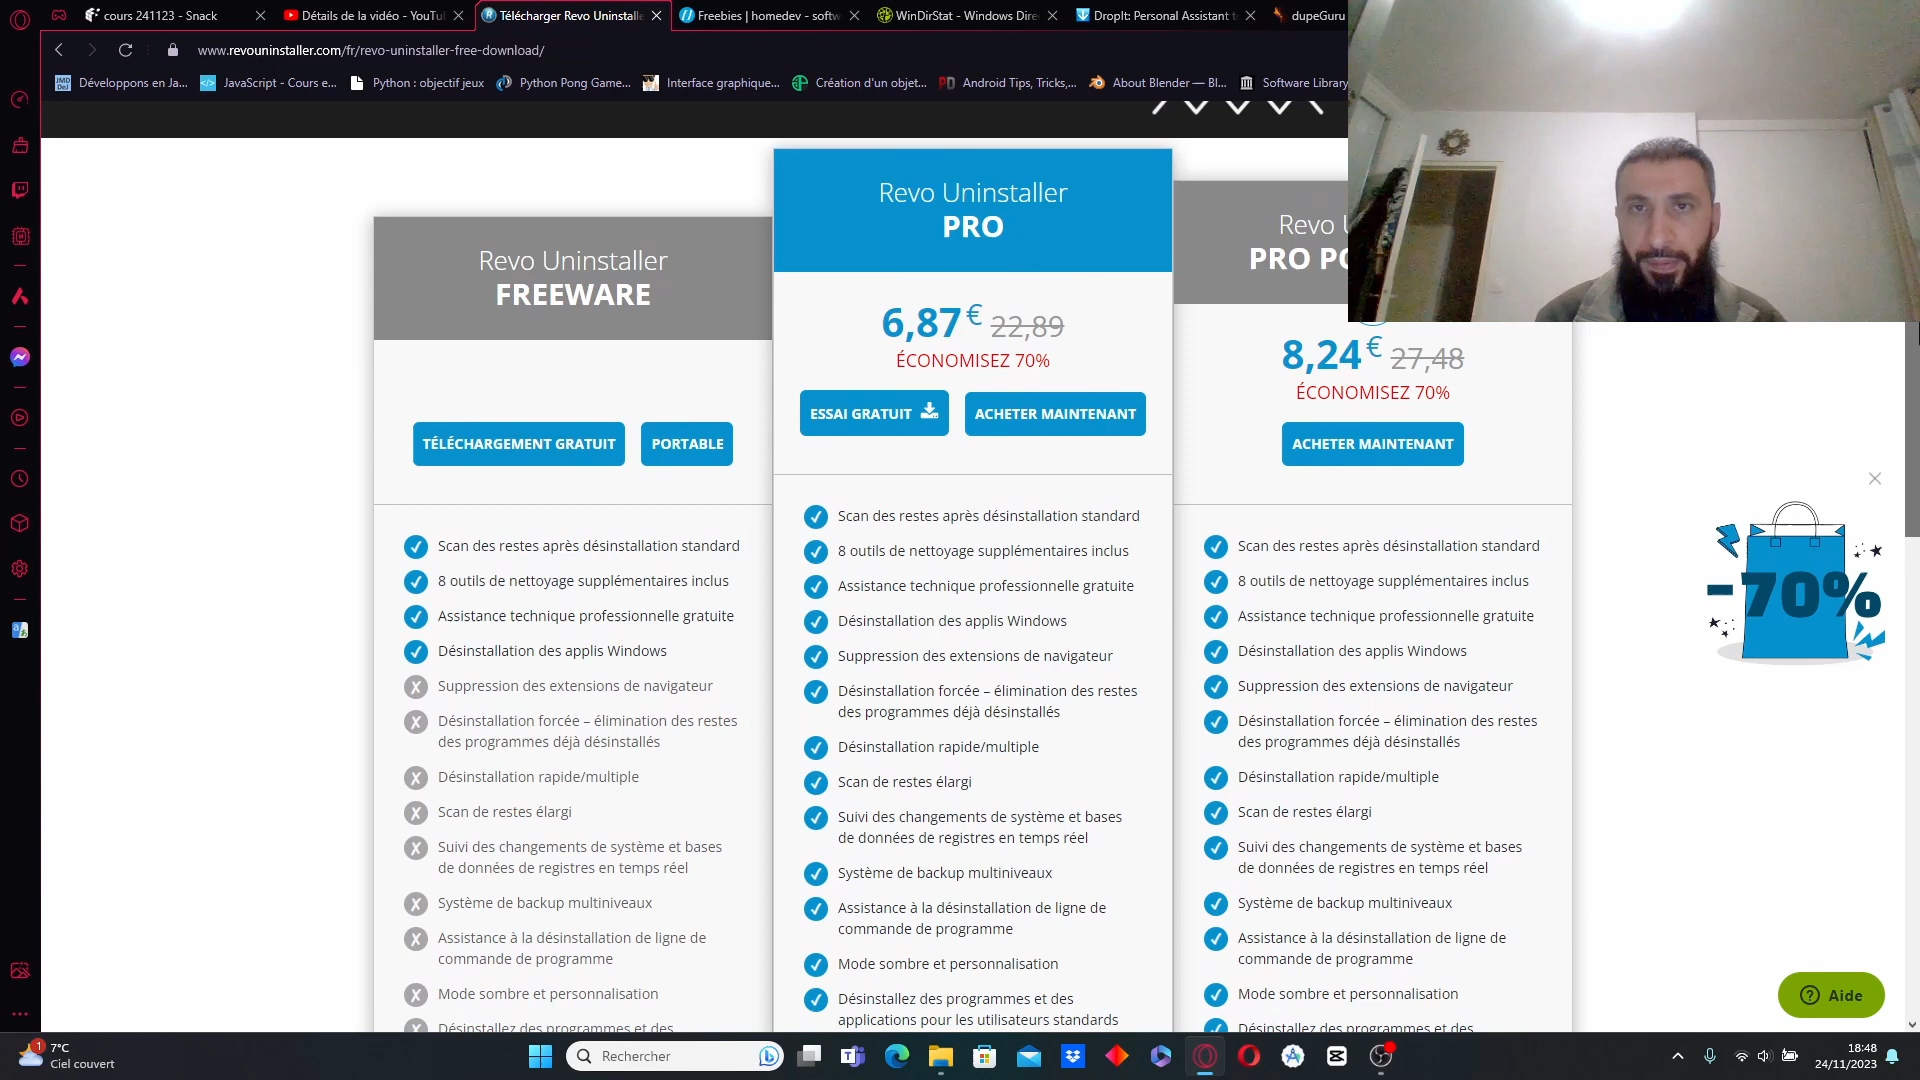 cours 241123 - Snack
Détails de la vidéo - YouTu
Télécharger Revo Uninstalle
Freebies | homedev - softw
WinDirStat - Windows Dire
DropIt: Personal Assistant t
dupeGuru
www.revouninstaller.com/fr/revo-uninstaller-free-download/
Développons en Ja...
JavaScript - Cours e...
Python : objectif jeux
Python Pong Game...
Interface graphique...
Création d'un objet...
Android Tips, Tricks,...
About Blender — Bl...
Software Library
Revo Uninstaller
FREEWARE
TÉLÉCHARGEMENT GRATUIT
PORTABLE
Scan des restes après désinstallation standard
8 outils de nettoyage supplémentaires inclus
Assistance technique professionnelle gratuite
Désinstallation des applis Windows
Suppression des extensions de navigateur
Désinstallation forcée – élimination des restes
des programmes déjà désinstallés
Désinstallation rapide/multiple
Scan de restes élargi
Suivi des changements de système et bases
de données de registres en temps réel
Système de backup multiniveaux
Assistance à la désinstallation de ligne de
commande de programme
Mode sombre et personnalisation
Désinstallez des programmes et des
Revo Uninstaller
PRO
6,87€ 22,89
ÉCONOMISEZ 70%
ESSAI GRATUIT
ACHETER MAINTENANT
Scan des restes après désinstallation standard
8 outils de nettoyage supplémentaires inclus
Assistance technique professionnelle gratuite
Désinstallation des applis Windows
Suppression des extensions de navigateur
Désinstallation forcée – élimination des restes
des programmes déjà désinstallés
Désinstallation rapide/multiple
Scan de restes élargi
Suivi des changements de système et bases
de données de registres en temps réel
Système de backup multiniveaux
Assistance à la désinstallation de ligne de
commande de programme
Mode sombre et personnalisation
Désinstallez des programmes et des
applications pour les utilisateurs standards
Revo
PRO
8,24€ 27,48
ÉCONOMISEZ 70%
ACHETER MAINTENANT
Scan des restes après désinstallation standard
8 outils de nettoyage supplémentaires inclus
Assistance technique professionnelle gratuite
Désinstallation des applis Windows
Suppression des extensions de navigateur
Désinstallation forcée – élimination des restes
des programmes déjà désinstallés
Désinstallation rapide/multiple
Scan de restes élargi
Suivi des changements de système et bases
de données de registres en temps réel
Système de backup multiniveaux
Assistance à la désinstallation de ligne de
commande de programme
Mode sombre et personnalisation
Désinstallez des programmes et des
-70%
Aide
1
7°C
Ciel couvert
Rechercher
18:48
24/11/2023